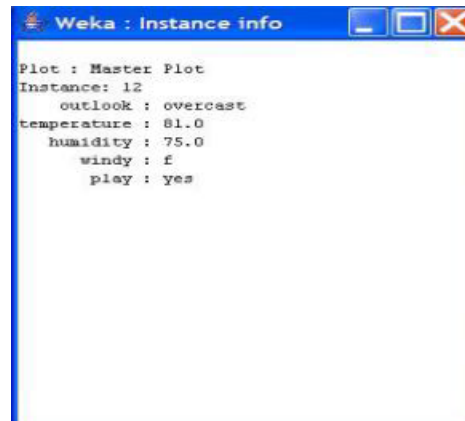 Weka : Instance info
Plot : Master Plot
Instance: 12
outlook : overcast
temperature : 81.0
humidity : 75.0
windy : f
play : yes